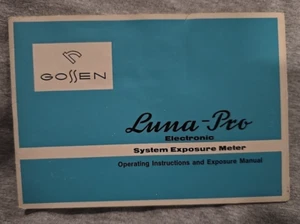 GOSSEN
Luna-Pro
Electronic
System Exposure Meter
Operating Instructions and Exposure Manual